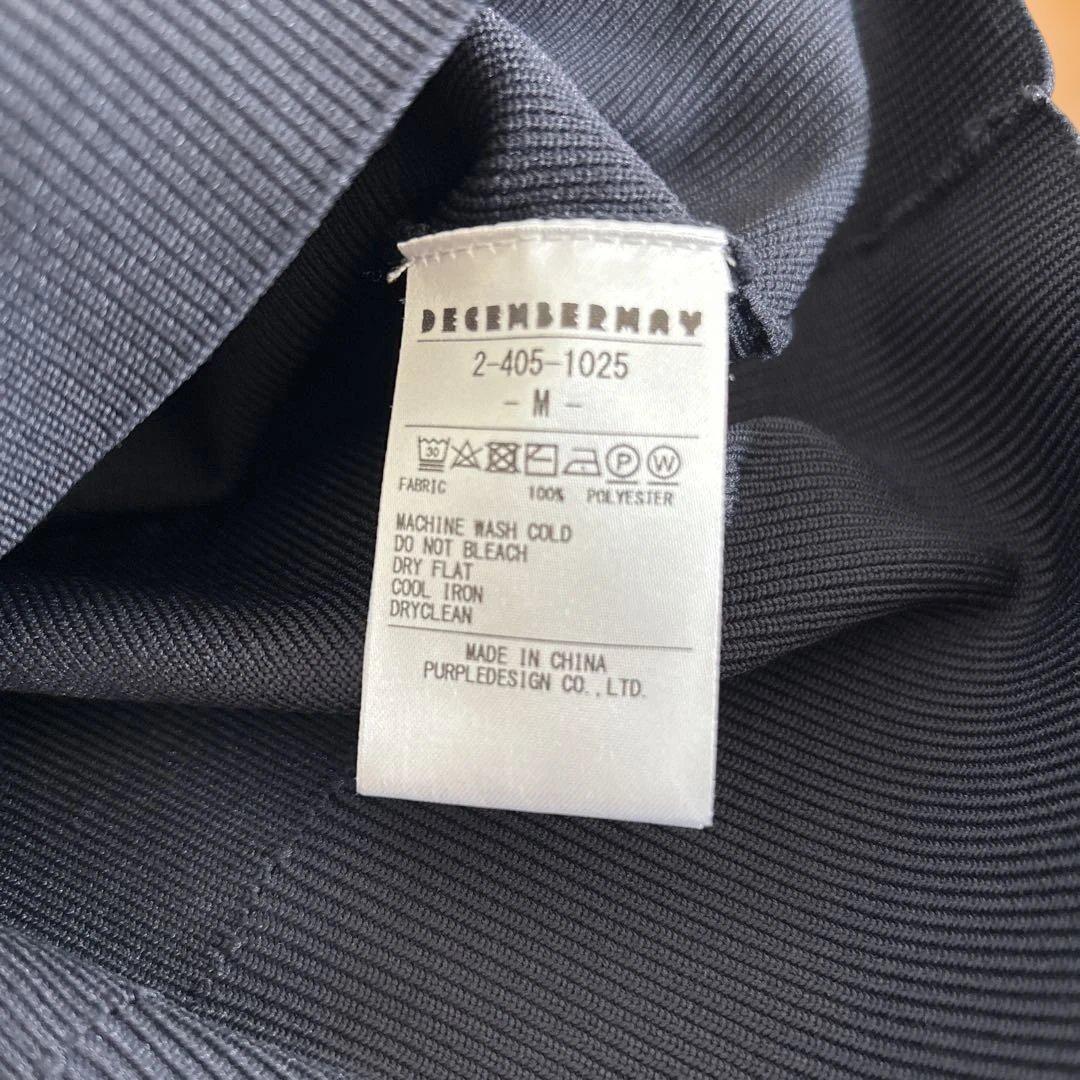 DECEMBERMAY
2-405-1025
- M -
30 P W
FABRIC 100% POLYESTER
MACHINE WASH COLD
DO NOT BLEACH
DRY FLAT
COOL IRON
DRYCLEAN
MADE IN CHINA
PURPLEDESIGN CO.,LTD.